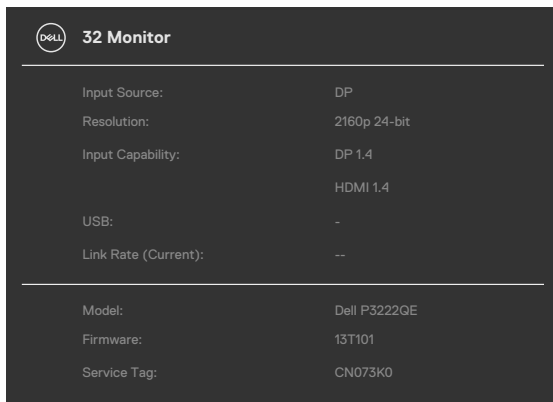 DELL 32 Monitor
Input Source: DP
Resolution: 2160p 24-bit
Input Capability: DP 1.4
HDMI 1.4
USB: -
Link Rate (Current): --
Model: Dell P3222QE
Firmware: 13T101
Service Tag: CN073K0